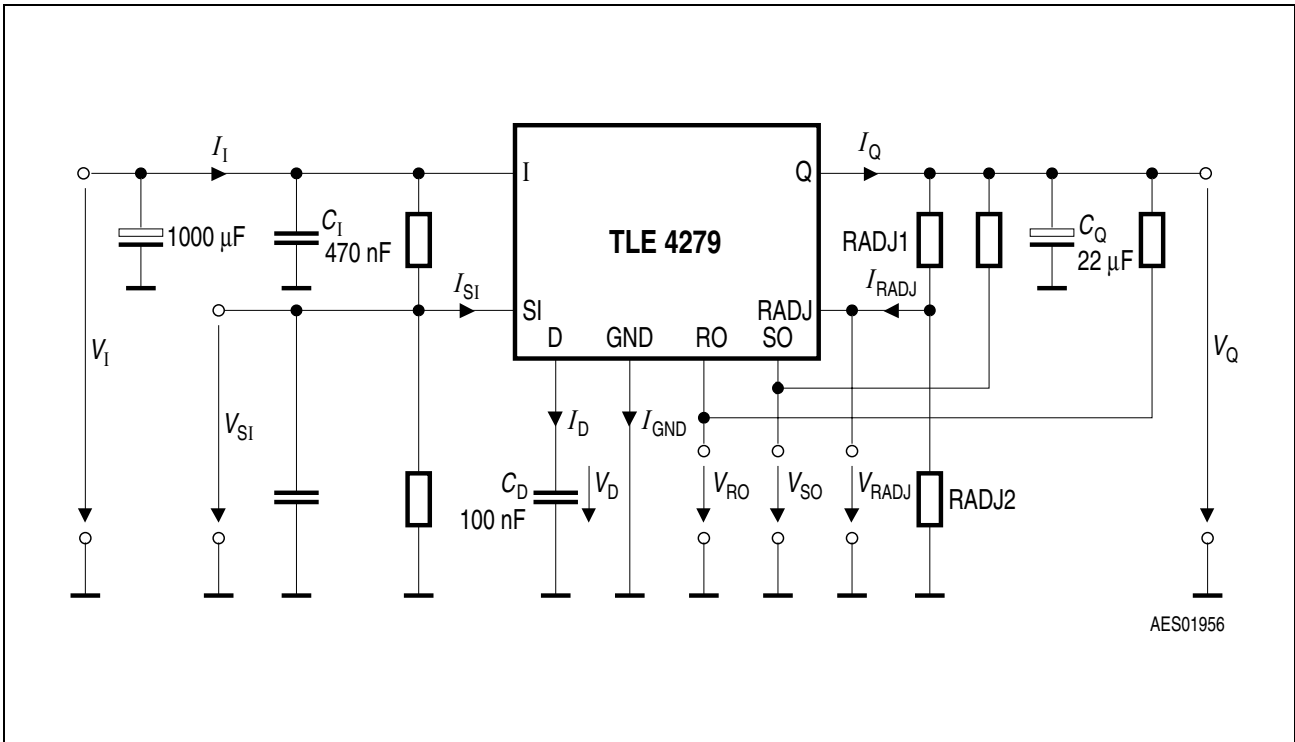 I_I
I_Q
I
Q
1000 µF
C_I
470 nF
TLE 4279
RADJ1
C_Q
22 µF
I_SI
I_RADJ
SI
RADJ
D
GND
RO
SO
V_I
V_Q
V_SI
I_D
I_GND
C_D
100 nF
V_D
V_RO
V_SO
V_RADJ
RADJ2
AES01956